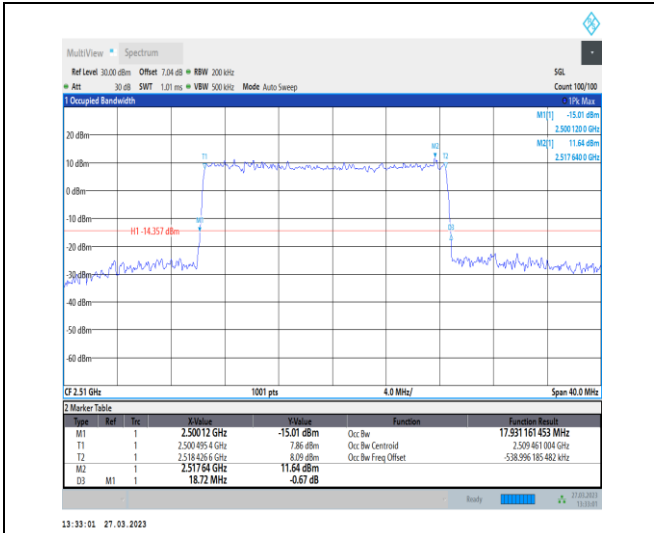 MultiView Spectrum
Ref Level 30.00 dBm Offset 7.04 dB RBW 200 kHz SGL
Att 30 dB SWT 1.01 ms VBW 500 kHz Mode Auto Sweep Count 100/100
1 Occupied Bandwidth 1Pk Max
M1[1] -15.01 dBm
2.500 120 0 GHz
M2[1] 11.64 dBm
2.517 640 0 GHz
20 dBm
M2
T1 T2
10 dBm
0 dBm
-10 dBm
M1
H1 -14.357 dBm
D3
-20 dBm
-30 dBm
-40 dBm
-50 dBm
-60 dBm
CF 2.51 GHz 1001 pts 4.0 MHz/ Span 40.0 MHz
2 Marker Table
Type Ref Trc X-Value Y-Value Function Function Result
M1 1 2.50012 GHz -15.01 dBm Occ Bw 17.931 161 453 MHz
T1 1 2.500 495 4 GHz 7.86 dBm Occ Bw Centroid 2.509 461 004 GHz
T2 1 2.518 426 6 GHz 8.09 dBm Occ Bw Freq Offset -538.996 185 482 kHz
M2 1 2.51764 GHz 11.64 dBm
D3 M1 1 18.72 MHz -0.67 dB
Ready 27.03.2023
13:33:01
13:33:01 27.03.2023